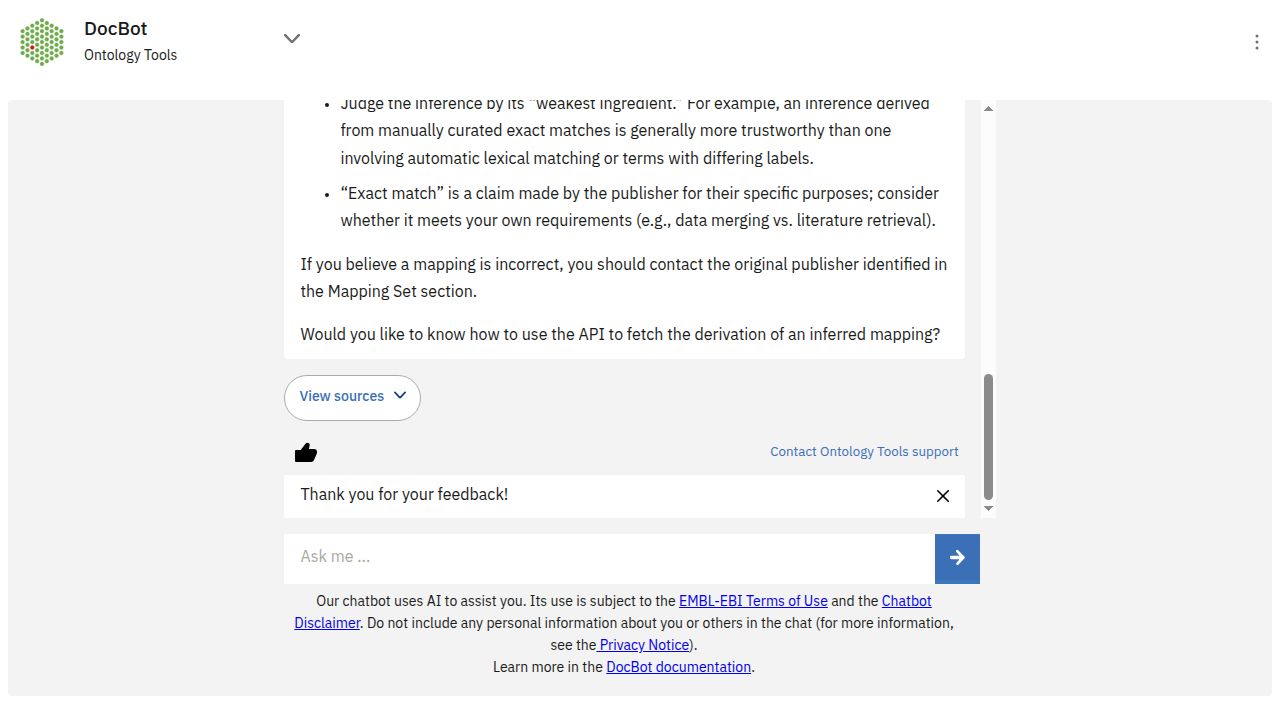 DocBot
Ontology Tools
• Judge the inference by its “weakest ingredient.” For example, an inference derived
from manually curated exact matches is generally more trustworthy than one
involving automatic lexical matching or terms with differing labels.
• “Exact match” is a claim made by the publisher for their specific purposes; consider
whether it meets your own requirements (e.g., data merging vs. literature retrieval).
If you believe a mapping is incorrect, you should contact the original publisher identified in
the Mapping Set section.
Would you like to know how to use the API to fetch the derivation of an inferred mapping?
View sources
Contact Ontology Tools support
Thank you for your feedback!
Ask me ...
Our chatbot uses AI to assist you. Its use is subject to the EMBL-EBI Terms of Use and the Chatbot
Disclaimer. Do not include any personal information about you or others in the chat (for more information,
see the Privacy Notice).
Learn more in the DocBot documentation.